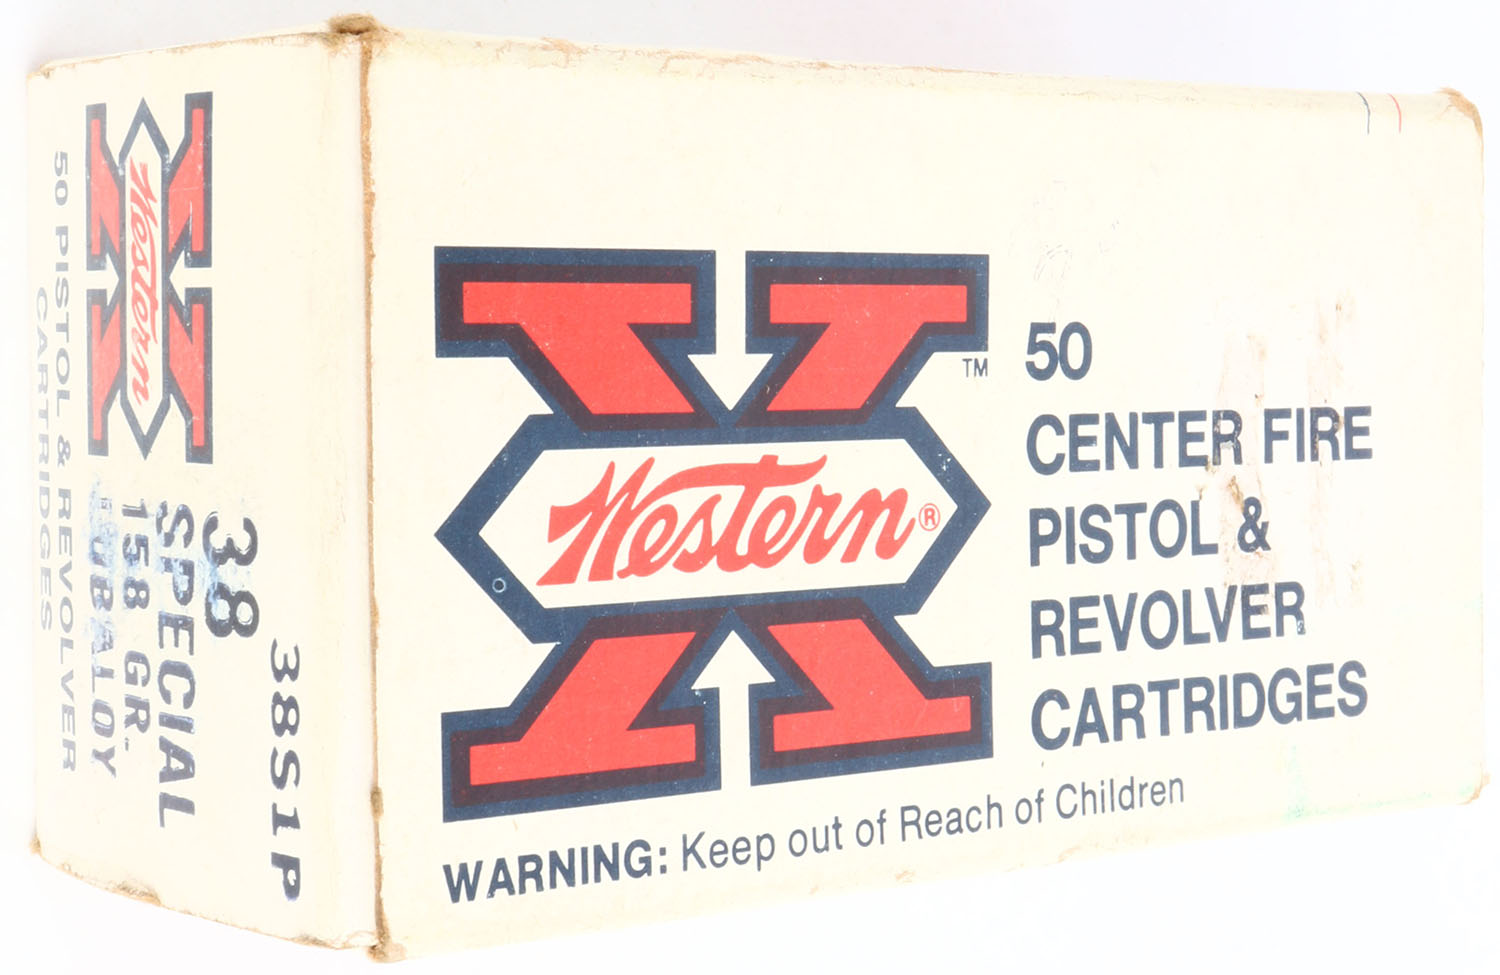 Western
50 PISTOL & REVOLVER
CARTRIDGES
38
SPECIAL
158 GR.
LUBALOY
38S1P
TM
Western®
50
CENTER FIRE
PISTOL &
REVOLVER
CARTRIDGES
WARNING: Keep out of Reach of Children